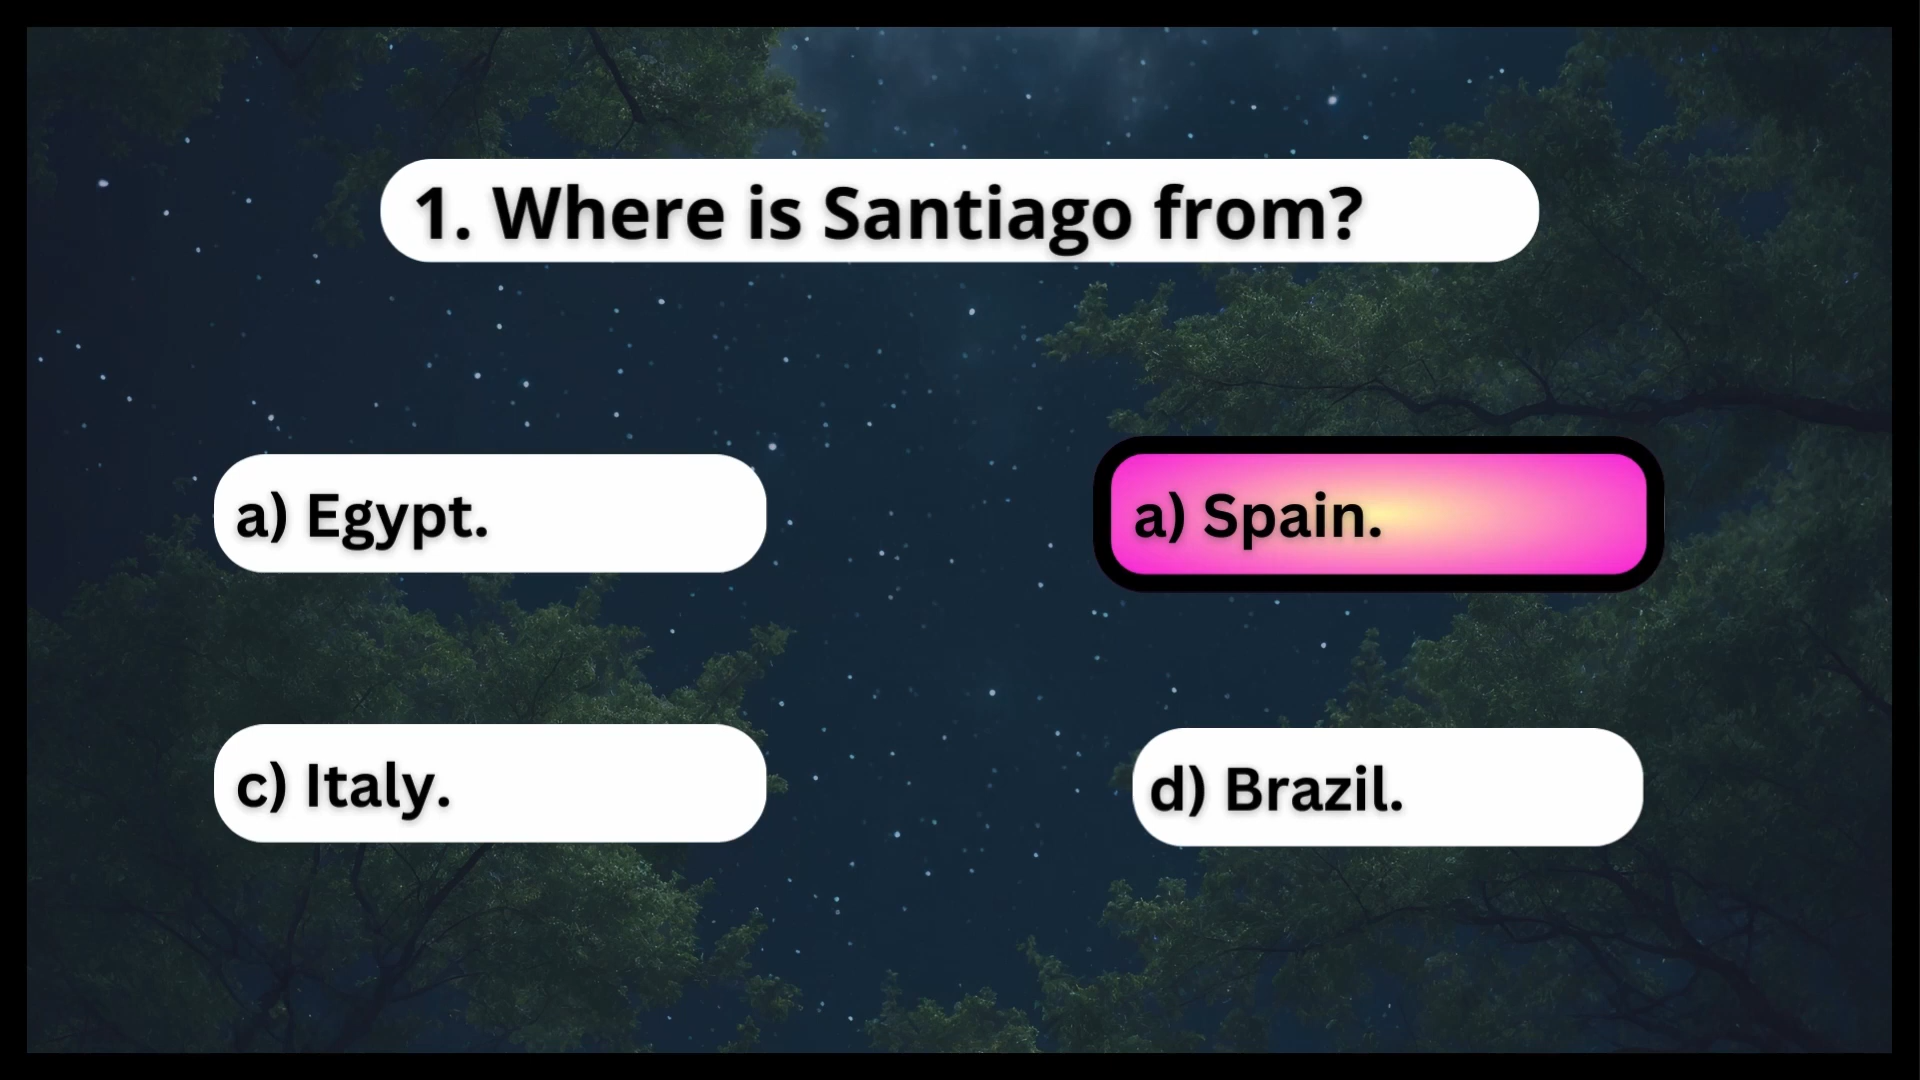 1. Where is Santiago from?
a) Egypt.
a) Spain.
c) Italy.
d) Brazil.